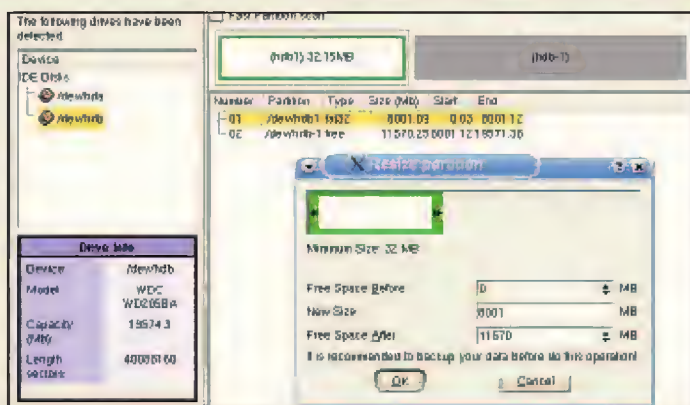 The following drives have been
detected
Device
IDE Disks
/dev/hda
/dev/hdb
Drive Info
Device /dev/hdb
Model WDC
Capacity (Mb) 19574.3
Length sectors
Fast Partition scan
(hdb1) 32.15MB
(hdb-1)
Number Partition Type Size (Mb) Start End
01 /dev/hdb1 fat32 8001.09 0.03 8001.12
02 /dev/hdb-1 free 11570.25 8001.12 19571.36
Resize partition
Minimum Size: 32 MB
Free Space Before 0 MB
New Size 8001 MB
Free Space After 11570 MB
It is recommended to backup your data before do this operation!
OK Cancel